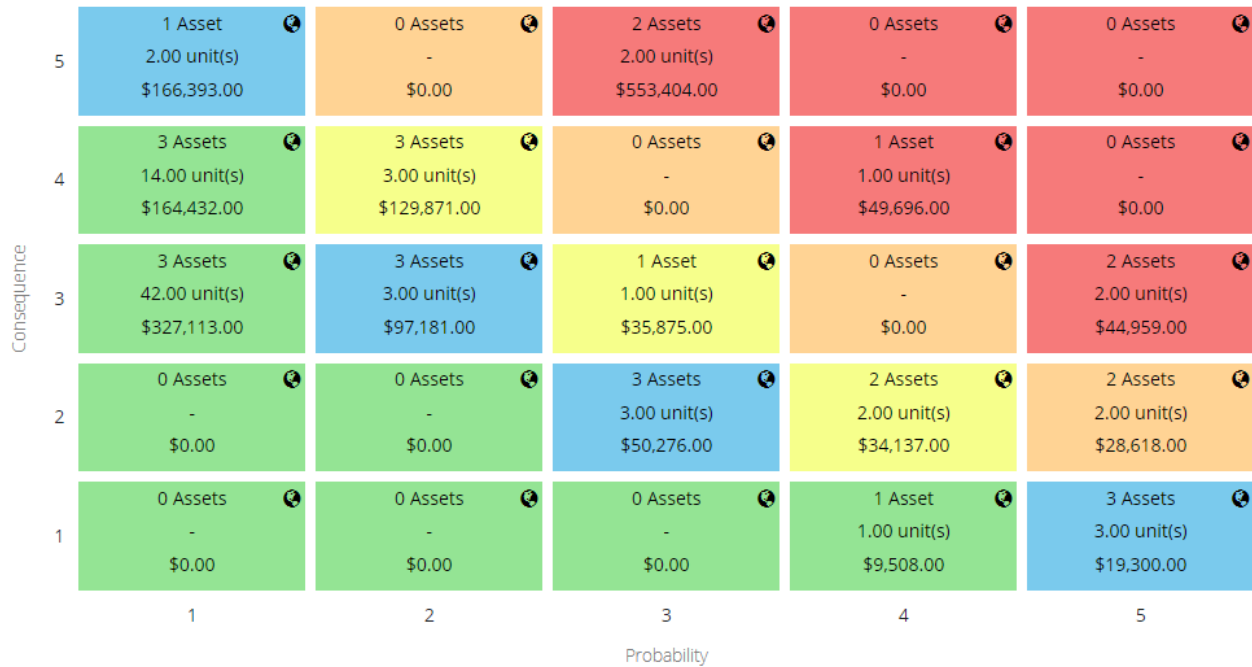 1 Asset 0 Assets 2 Assets 0 Assets 0 Assets
5 2.00 unit(s) - 2.00 unit(s) - -
$166,393.00 $0.00 $553,404.00 $0.00 $0.00
3 Assets 3 Assets 0 Assets 1 Asset 0 Assets
4 14.00 unit(s) 3.00 unit(s) - 1.00 unit(s) -
$164,432.00 $129,871.00 $0.00 $49,696.00 $0.00
3 Assets 3 Assets 1 Asset 0 Assets 2 Assets
3 42.00 unit(s) 3.00 unit(s) 1.00 unit(s) - 2.00 unit(s)
$327,113.00 $97,181.00 $35,875.00 $0.00 $44,959.00
0 Assets 0 Assets 3 Assets 2 Assets 2 Assets
2 - - 3.00 unit(s) 2.00 unit(s) 2.00 unit(s)
$0.00 $0.00 $50,276.00 $34,137.00 $28,618.00
0 Assets 0 Assets 0 Assets 1 Asset 3 Assets
1 - - - 1.00 unit(s) 3.00 unit(s)
$0.00 $0.00 $0.00 $9,508.00 $19,300.00
1 2 3 4 5
Probability
Consequence